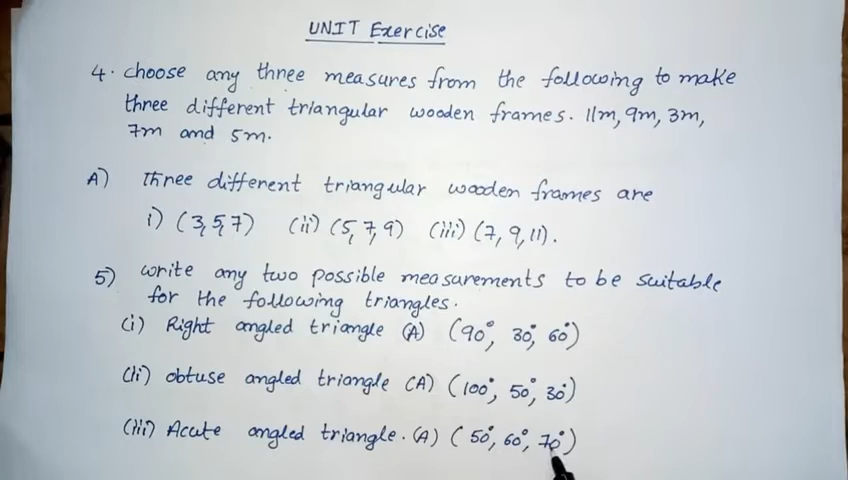 UNIT Exercise
4. choose any three measures from the following to make
three different triangular wooden frames. 11m, 9m, 3m,
7m and 5m.
A) Three different triangular wooden frames are
i) (3,5,7) (ii) (5,7,9) (iii) (7,9,11).
5) write any two possible measurements to be suitable
for the following triangles.
(i) Right angled triangle (A) (90°, 30°, 60°)
(ii) obtuse angled triangle (A) (100°, 50°, 30°)
(iii) Acute angled triangle. (A) (50°, 60°, 70°)